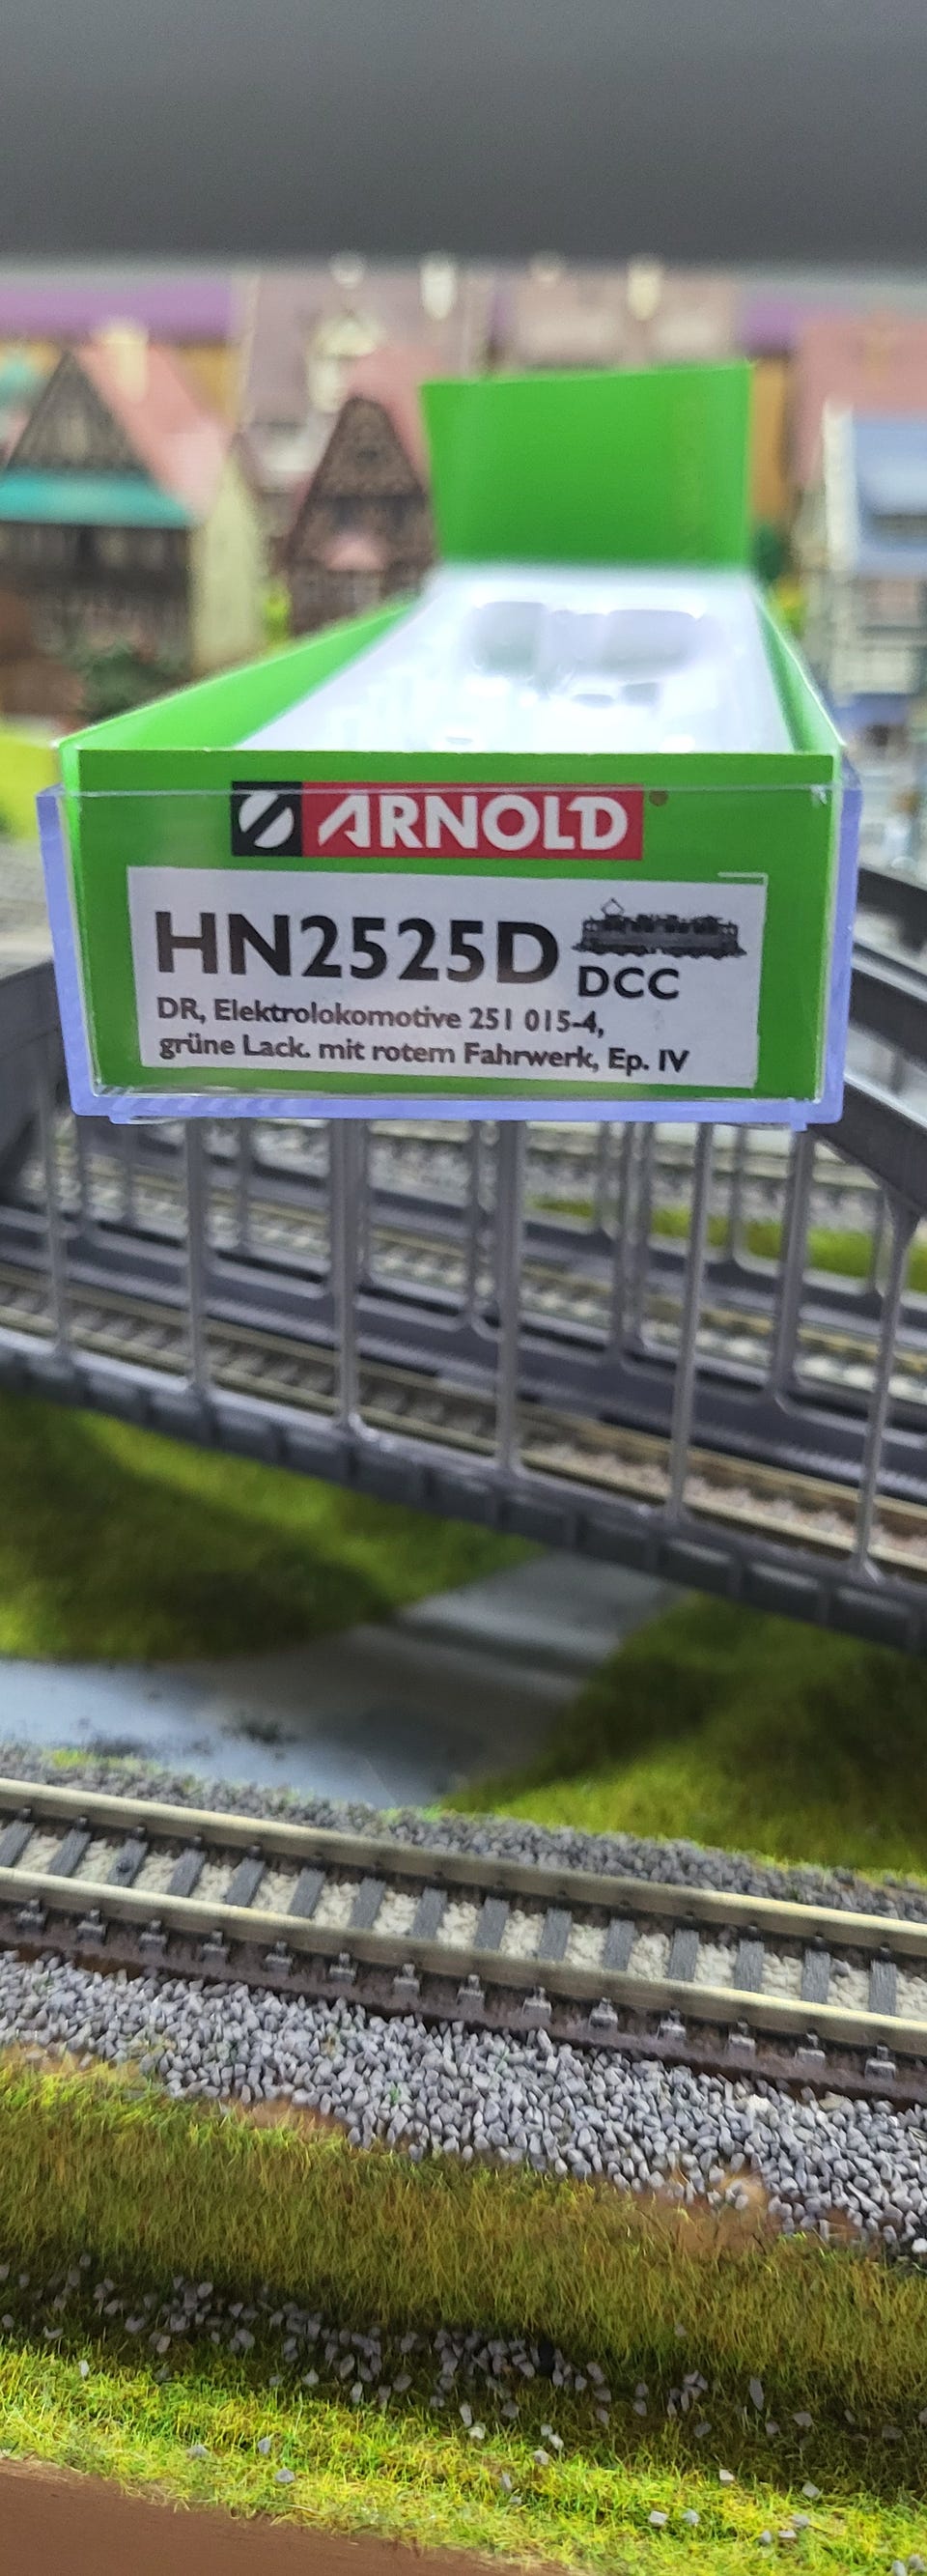 ARNOLD
HN2525D
DCC
DR, Elektrolokomotive 251 015-4,
grüne Lack. mit rotem Fahrwerk, Ep. IV